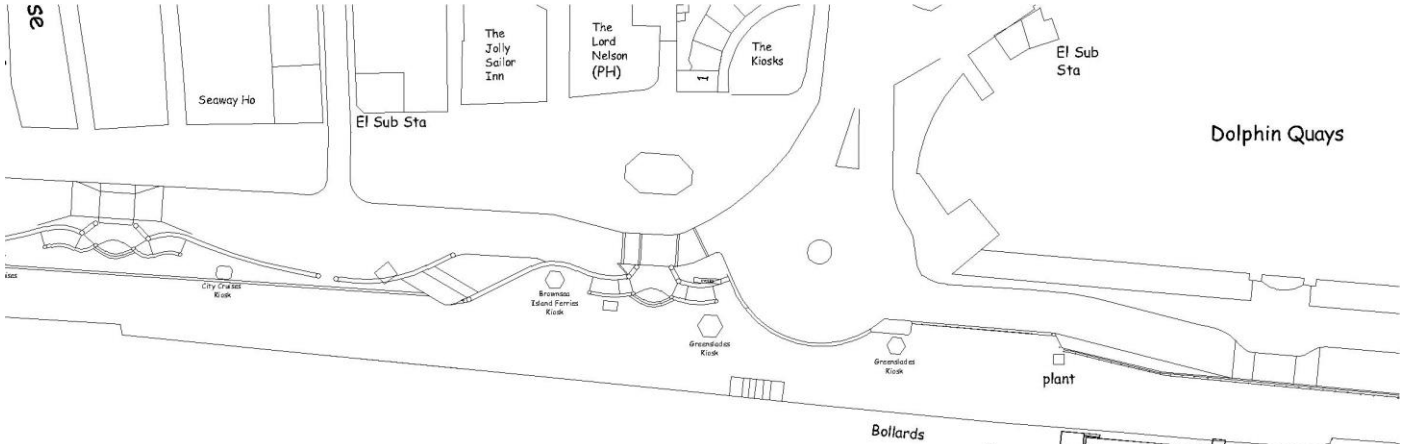 se
The
Jolly
Sailor
Inn
The
Lord
Nelson
(PH)
The
Kiosks
1
El Sub
Sta
Seaway Ho
El Sub Sta
Dolphin Quays
City Cruises
Kiosk
Brownsea
Island Ferries
Kiosk
Greenslades
Kiosk
Greenslades
Kiosk
plant
Bollards